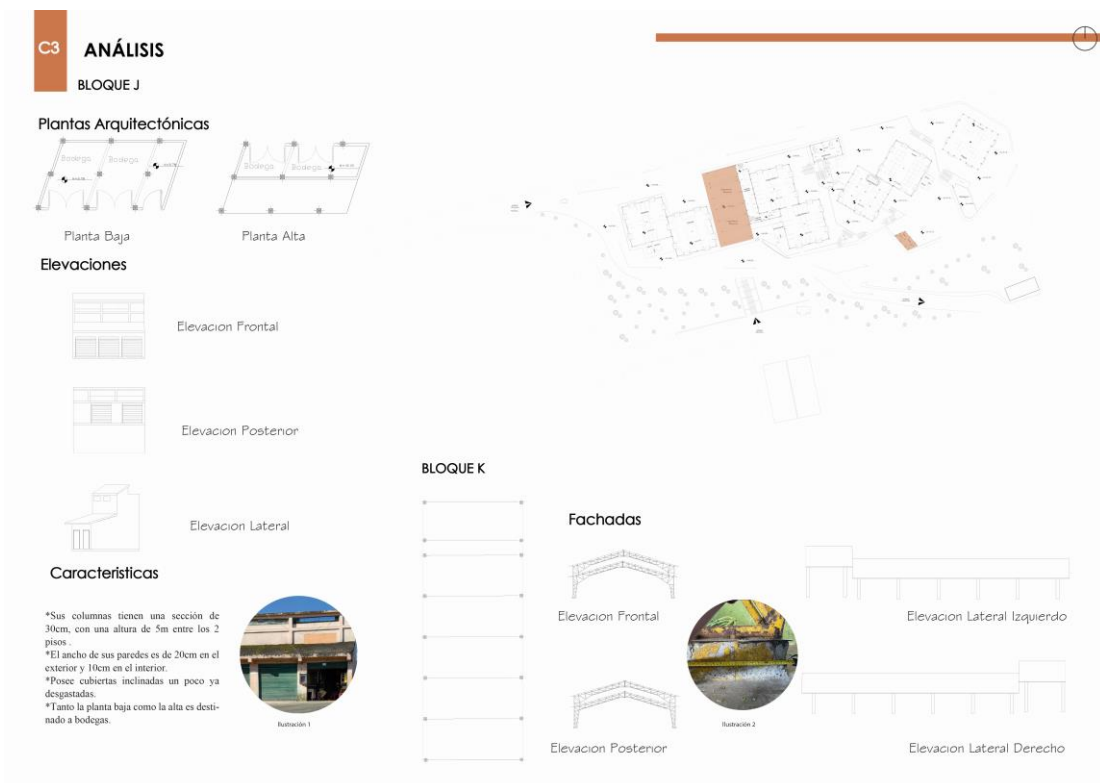 C3
ANÁLISIS
BLOQUE J
Plantas Arquitectónicas
Bodega
Bodega
Bodega
Bodega
Planta Baja
Planta Alta
Elevaciones
Elevacion Frontal
Elevacion Posterior
Elevacion Lateral
Caracteristicas
*Sus columnas tienen una sección de
30cm, con una altura de 5m entre los 2
pisos .
*El ancho de sus paredes es de 20cm en el
exterior y 10cm en el interior.
*Posee cubiertas inclinadas un poco ya
desgastadas.
*Tanto la planta baja como la alta es desti-
nado a bodegas.
Ilustración 1
BLOQUE K
Fachadas
Elevacion Frontal
Elevacion Lateral Izquierdo
Ilustración 2
Elevacion Posterior
Elevacion Lateral Derecho